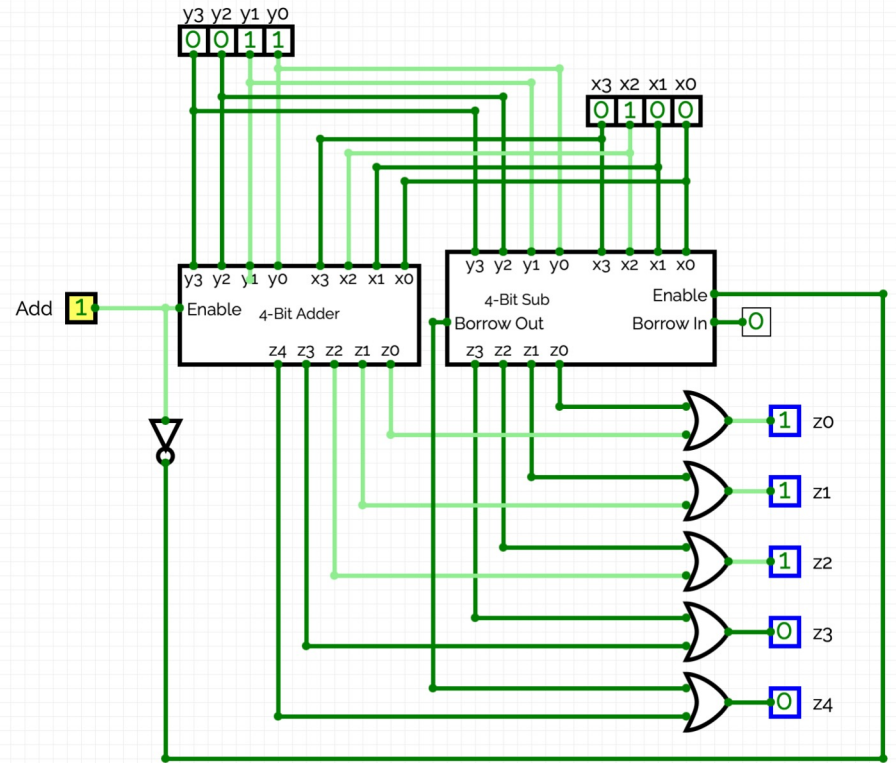 y3 y2 y1 y0
0 0 1 1
x3 x2 x1 x0
0 1 0 0
y3 y2 y1 y0 x3 x2 x1 x0
y3 y2 y1 y0 x3 x2 x1 x0
Add 1
Enable 4-Bit Adder
4-Bit Sub
Enable
Borrow Out
Borrow In 0
z4 z3 z2 z1 z0
z3 z2 z1 z0
1 z0
1 z1
1 z2
0 z3
0 z4